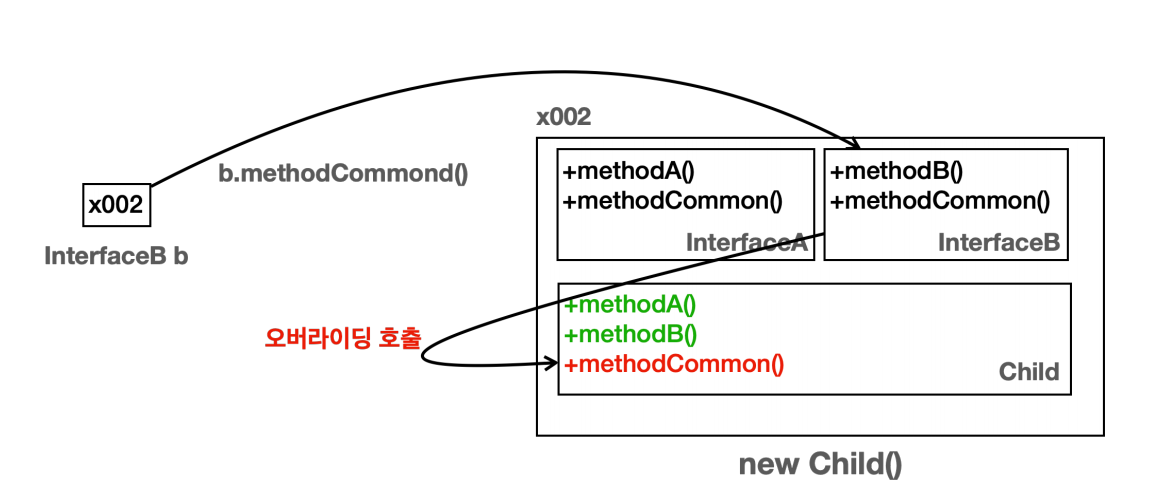 x002
b.methodCommond()
x002
InterfaceB b
+methodA()
+methodCommon()
InterfaceA
+methodB()
+methodCommon()
InterfaceB
오버라이딩 호출
+methodA()
+methodB()
+methodCommon()
Child
new Child()